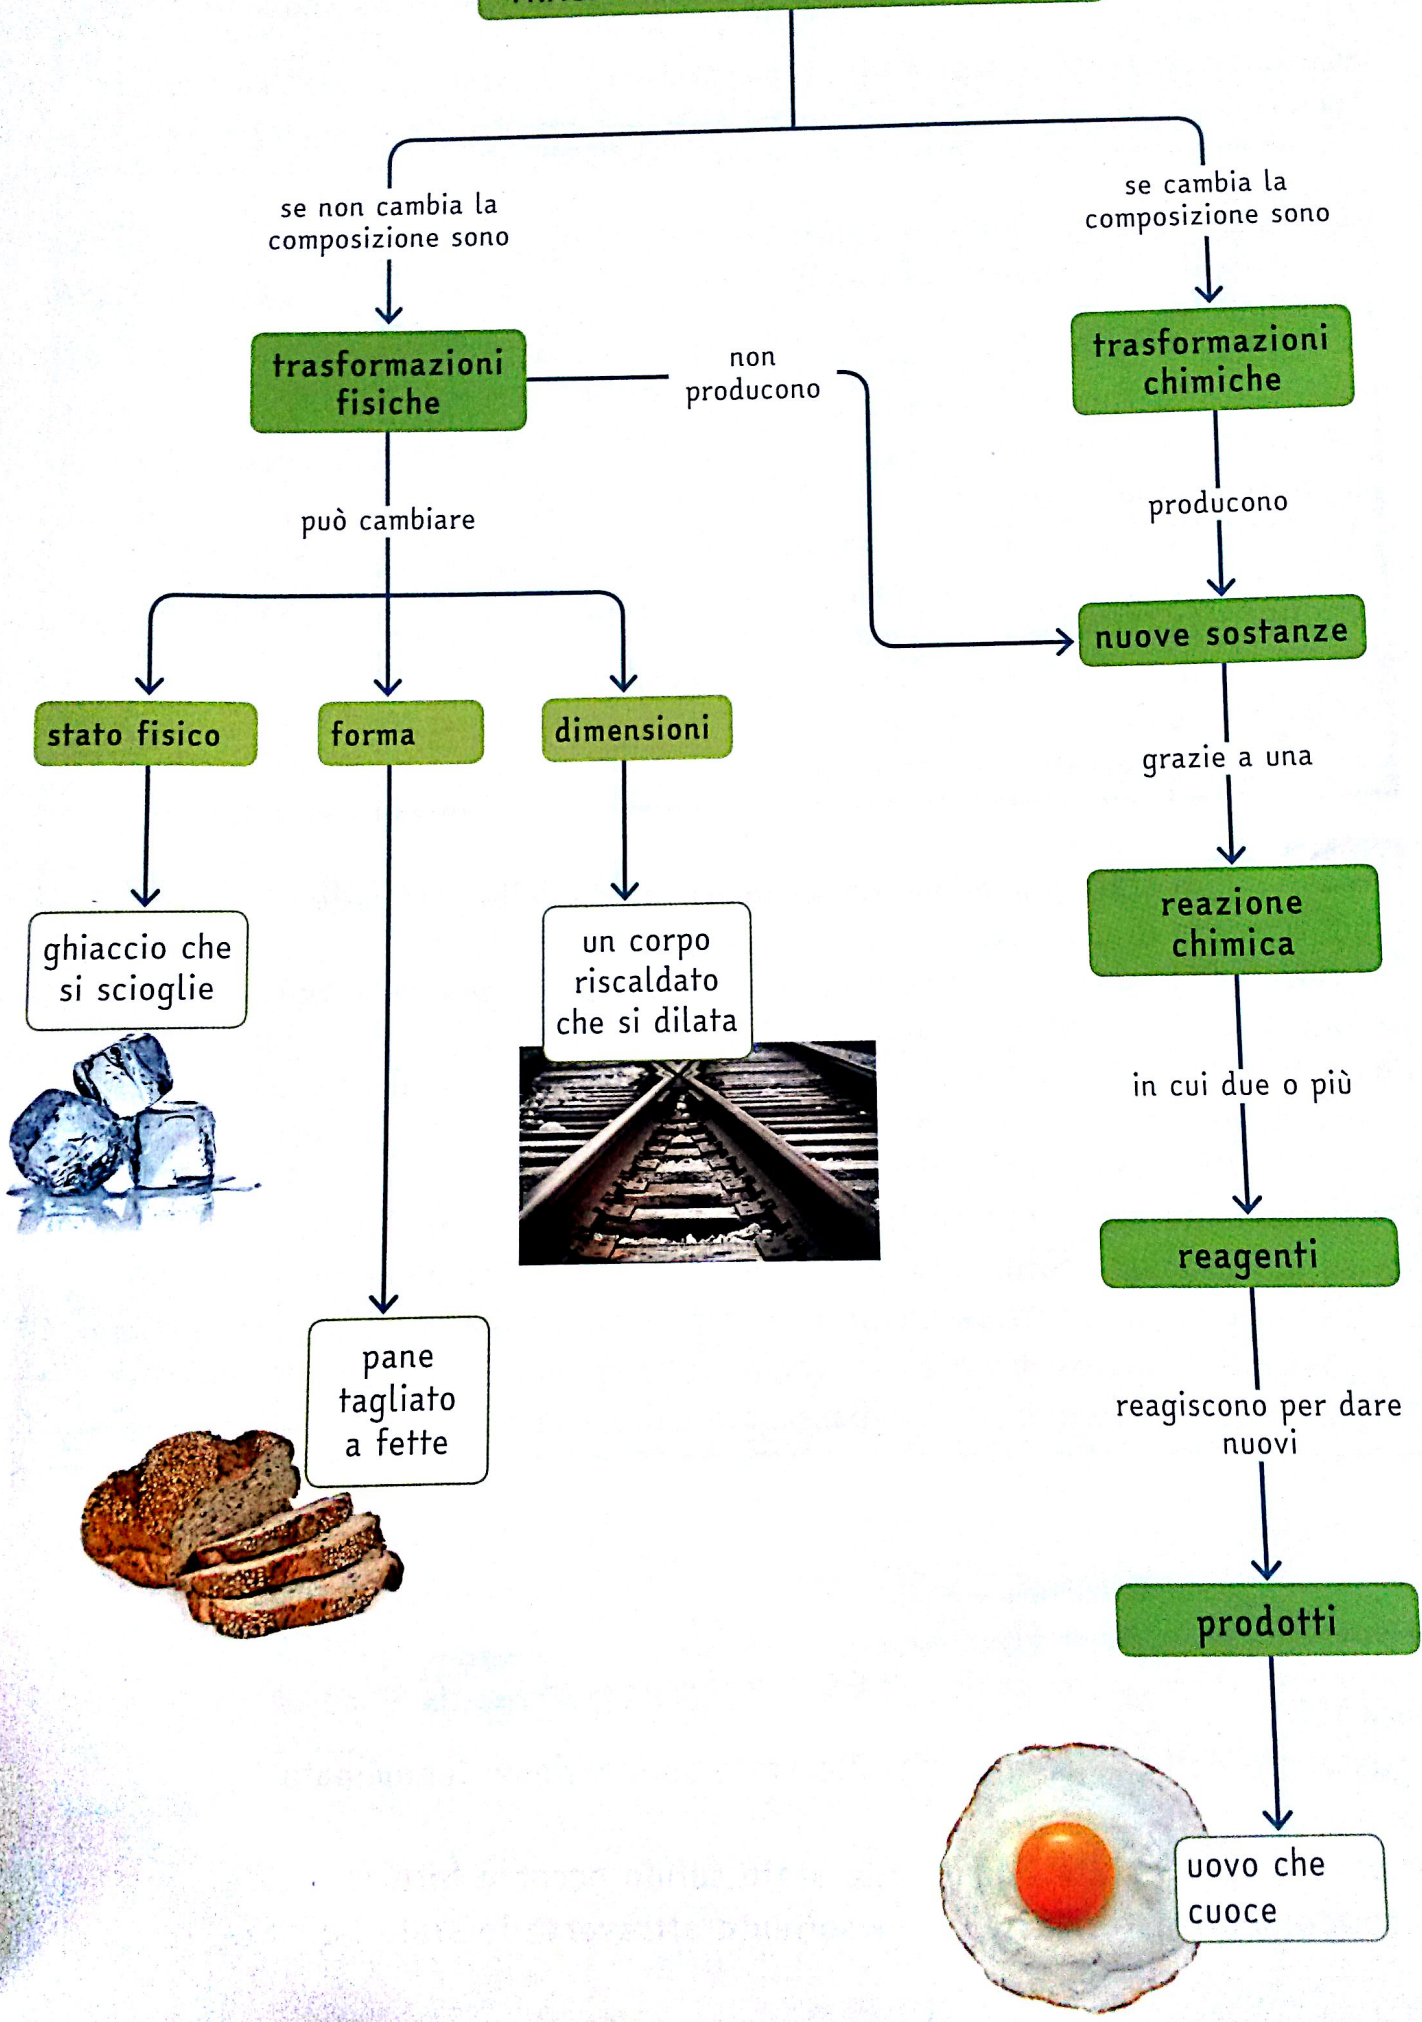 se non cambia la
composizione sono
se cambia la
composizione sono
trasformazioni
fisiche
non
producono
trasformazioni
chimiche
può cambiare
producono
nuove sostanze
stato fisico
forma
dimensioni
grazie a una
ghiaccio che
si scioglie
un corpo
riscaldato
che si dilata
reazione
chimica
in cui due o più
reagenti
pane
tagliato
a fette
reagiscono per dare
nuovi
prodotti
uovo che
cuoce